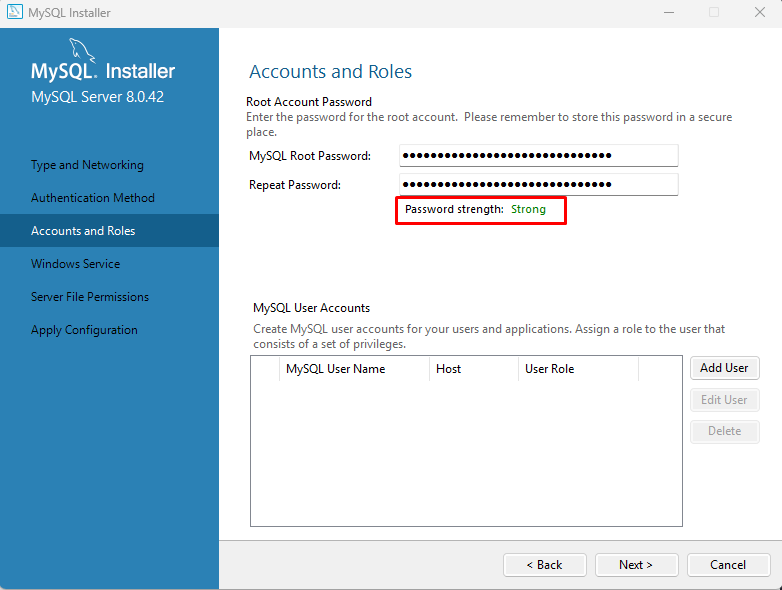 MySQL Installer
MySQL. Installer
MySQL Server 8.0.42
Type and Networking
Authentication Method
Accounts and Roles
Windows Service
Server File Permissions
Apply Configuration
Accounts and Roles
Root Account Password
Enter the password for the root account.  Please remember to store this password in a secure
place.
MySQL Root Password: ●●●●●●●●●●●●●●●●●●●●●●●●●●●●●●
Repeat Password: ●●●●●●●●●●●●●●●●●●●●●●●●●●●●●●
Password strength: Strong
MySQL User Accounts
Create MySQL user accounts for your users and applications. Assign a role to the user that
consists of a set of privileges.
MySQL User Name Host User Role
Add User
Edit User
Delete
< Back Next > Cancel